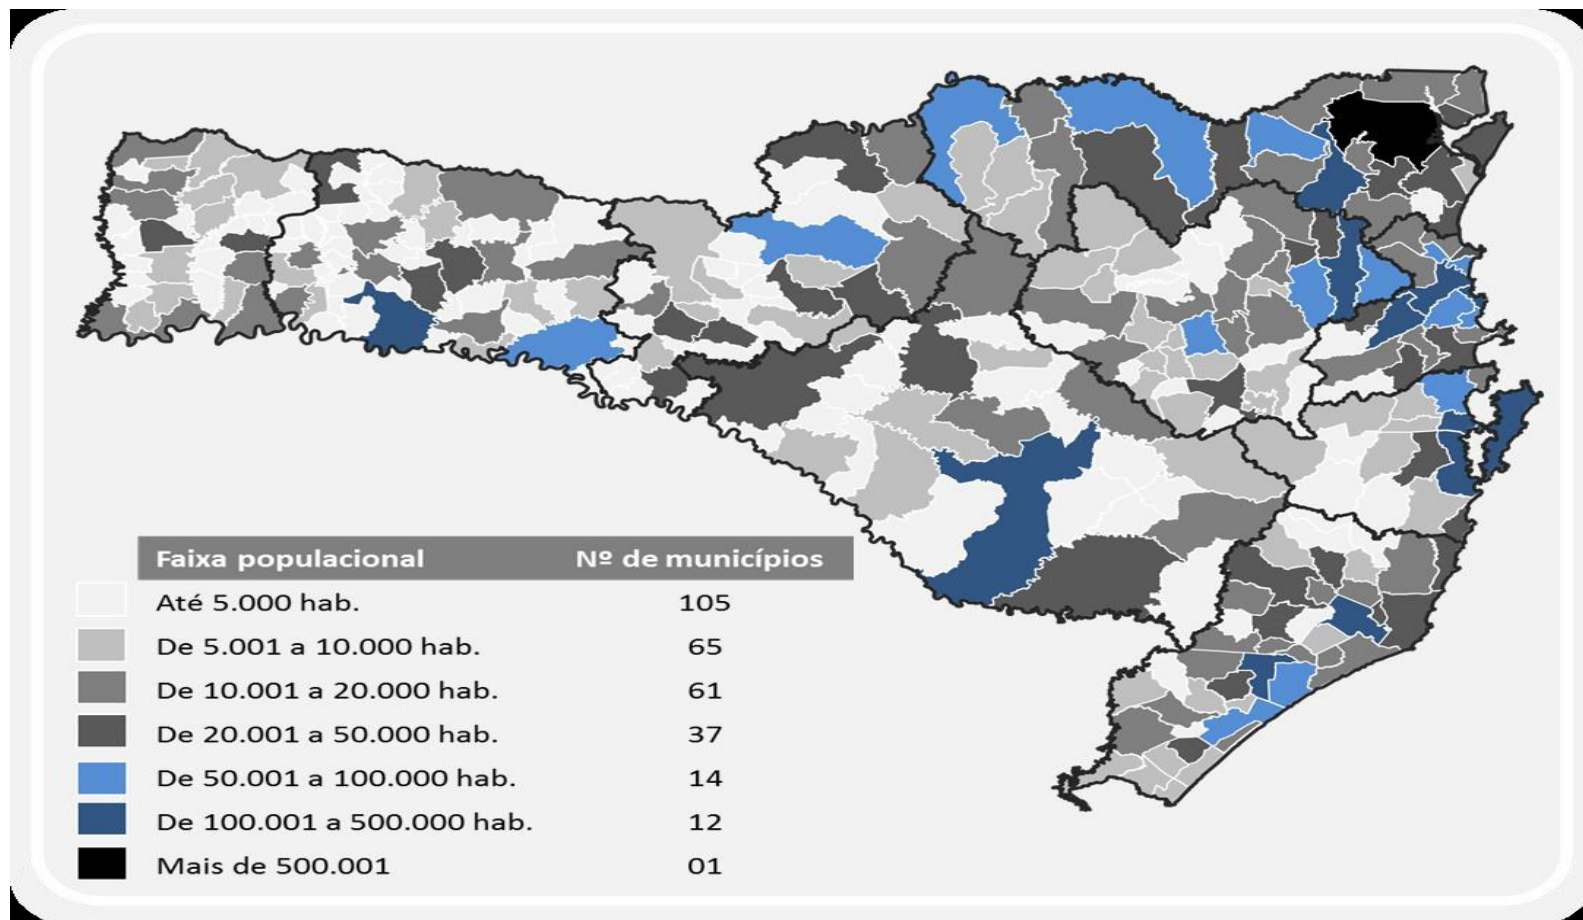 Faixa populacional Nº de municípios
Até 5.000 hab. 105
De 5.001 a 10.000 hab. 65
De 10.001 a 20.000 hab. 61
De 20.001 a 50.000 hab. 37
De 50.001 a 100.000 hab. 14
De 100.001 a 500.000 hab. 12
Mais de 500.001 01